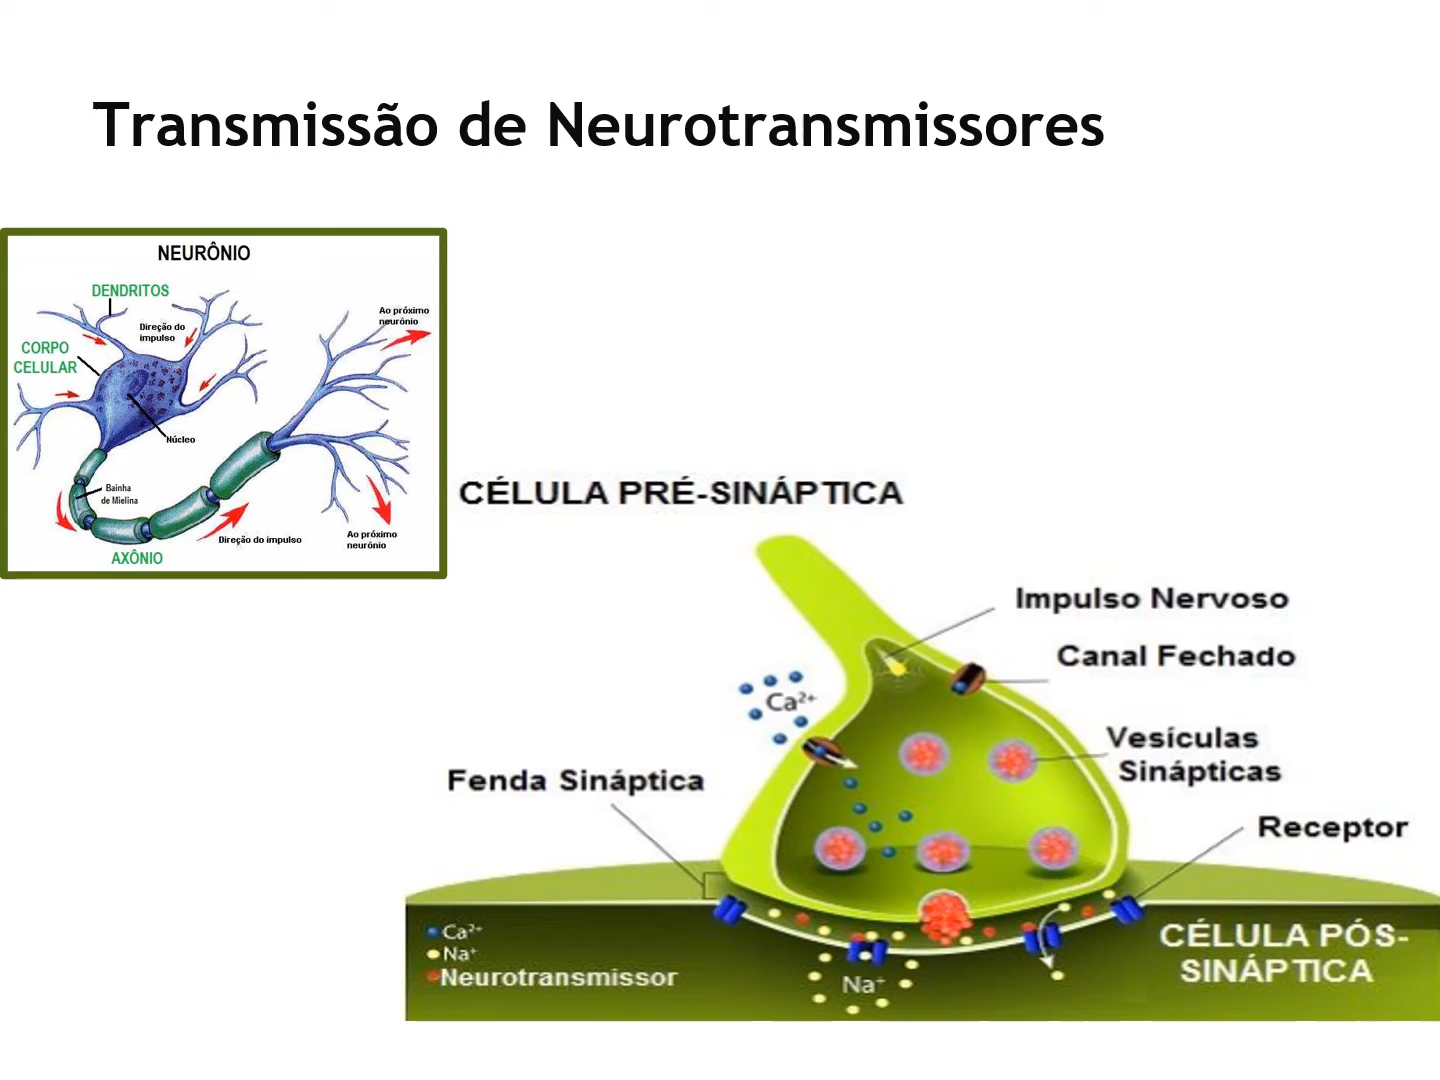 Transmissão de Neurotransmissores
NEURÔNIO
DENDRITOS
Direção do
impulso
Ao próximo
neurônio
CORPO
CELULAR
Núcleo
Bainha
de Mielina
Direção do impulso
Ao próximo
neurônio
AXÔNIO
CÉLULA PRÉ-SINÁPTICA
Impulso Nervoso
Canal Fechado
Ca²⁺
Vesículas
Sinápticas
Fenda Sináptica
Receptor
Ca²⁺
Na⁺
Neurotransmissor
Na⁺
CÉLULA PÓS-
SINÁPTICA